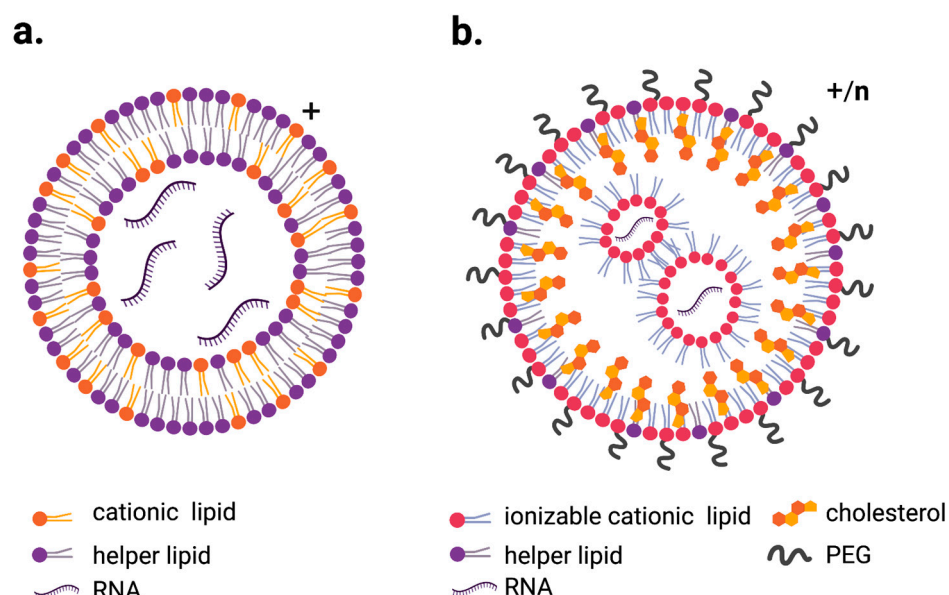 a.
b.
+
+/n
cationic lipid
helper lipid
RNA
ionizable cationic lipid
helper lipid
RNA
cholesterol
PEG